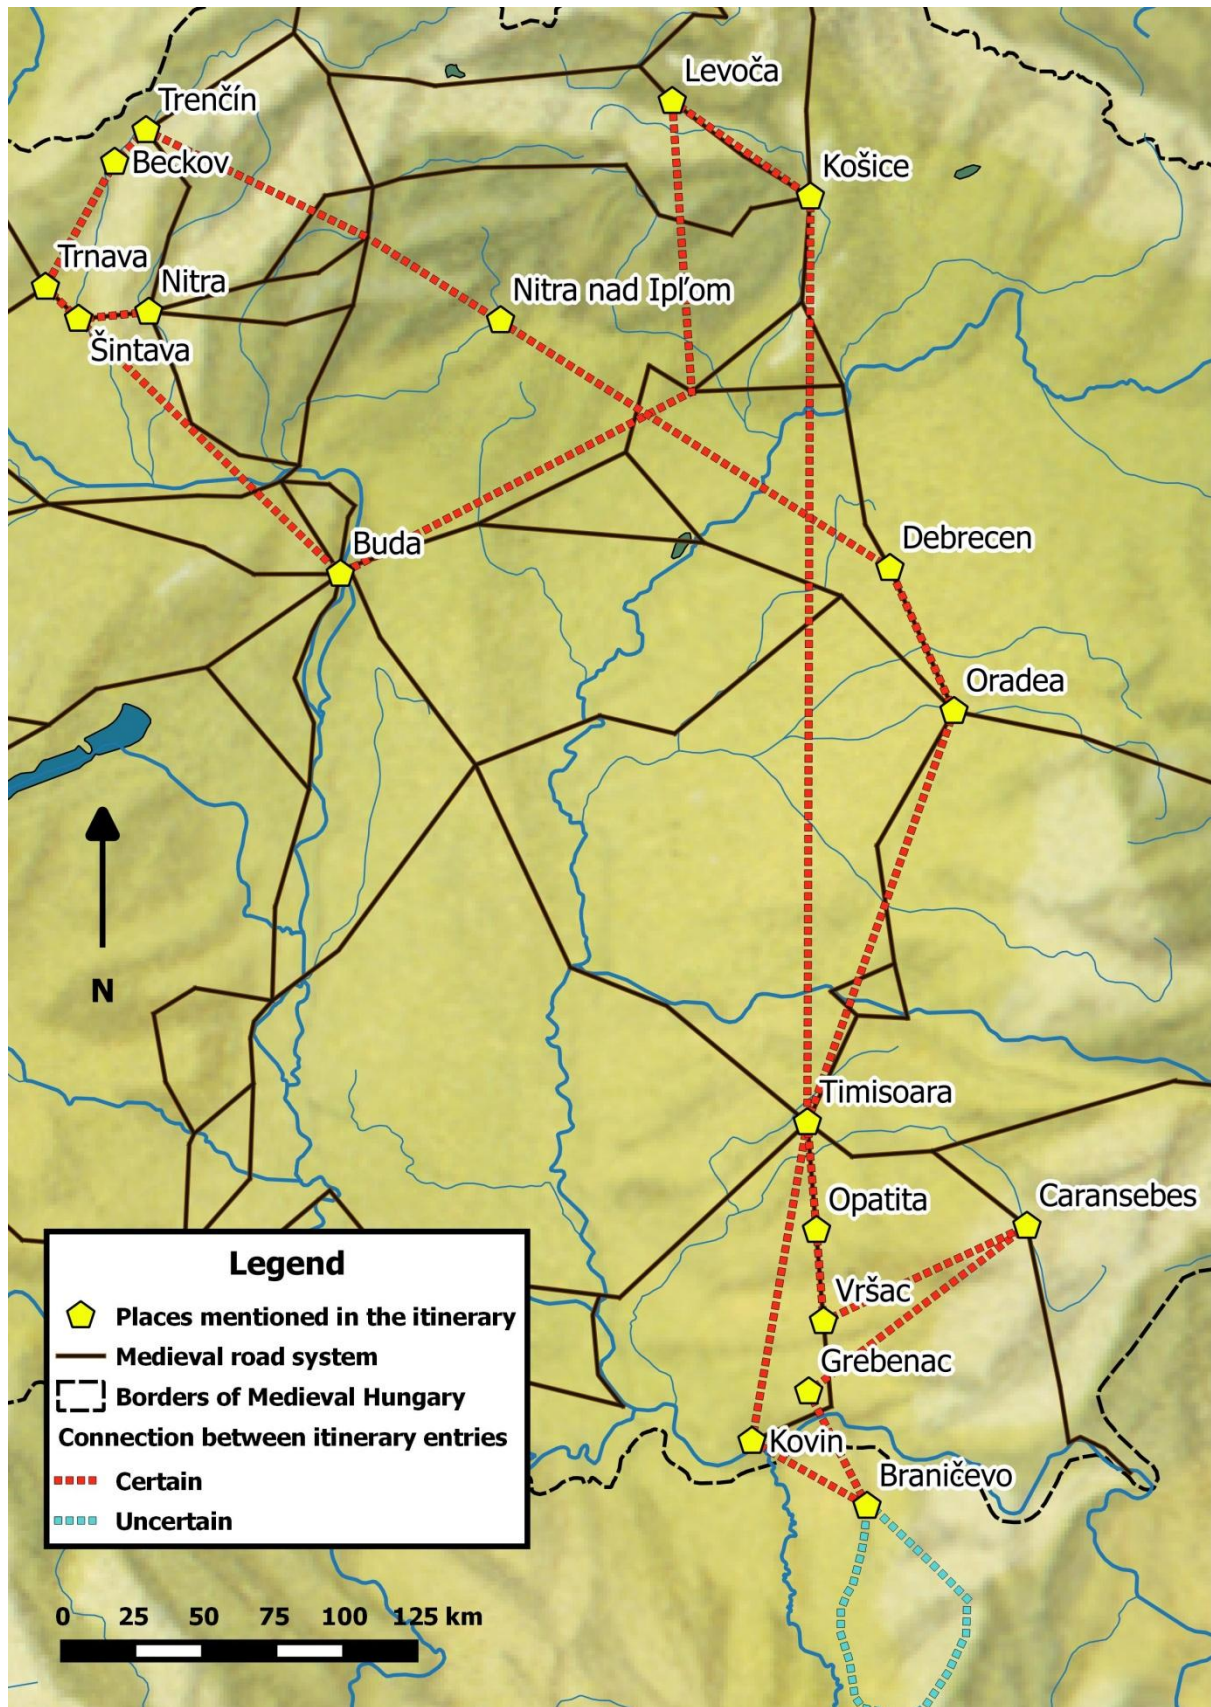 Levoča
Trenčín
Beckov
Košice
Trnava
Nitra
Nitra nad Ipľom
Šintava
Buda
Debrecen
Oradea
N
Timisoara
Opatita
Caransebes
Vršac
Grebenac
Kovin
Braničevo
Legend
Places mentioned in the itinerary
Medieval road system
Borders of Medieval Hungary
Connection between itinerary entries
Certain
Uncertain
0 25 50 75 100 125 km